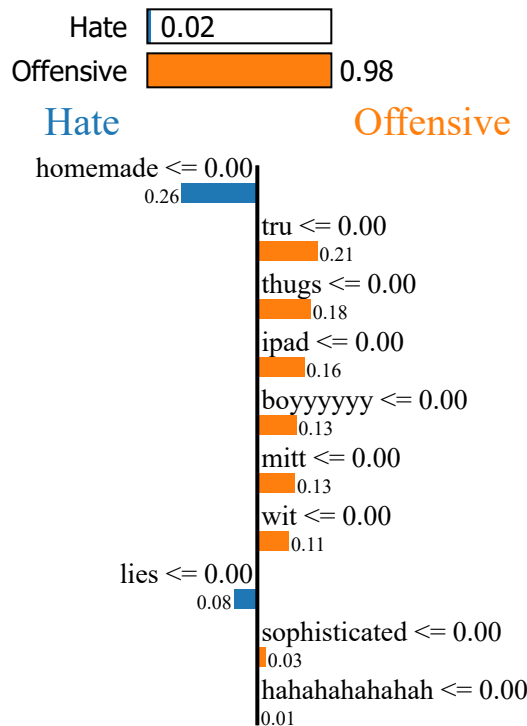 Hate 0.02
Offensive 0.98
Hate Offensive
homemade <= 0.00
0.26
tru <= 0.00
0.21
thugs <= 0.00
0.18
ipad <= 0.00
0.16
boyyyyyy <= 0.00
0.13
mitt <= 0.00
0.13
wit <= 0.00
0.11
lies <= 0.00
0.08
sophisticated <= 0.00
0.03
hahahahahahah <= 0.00
0.01